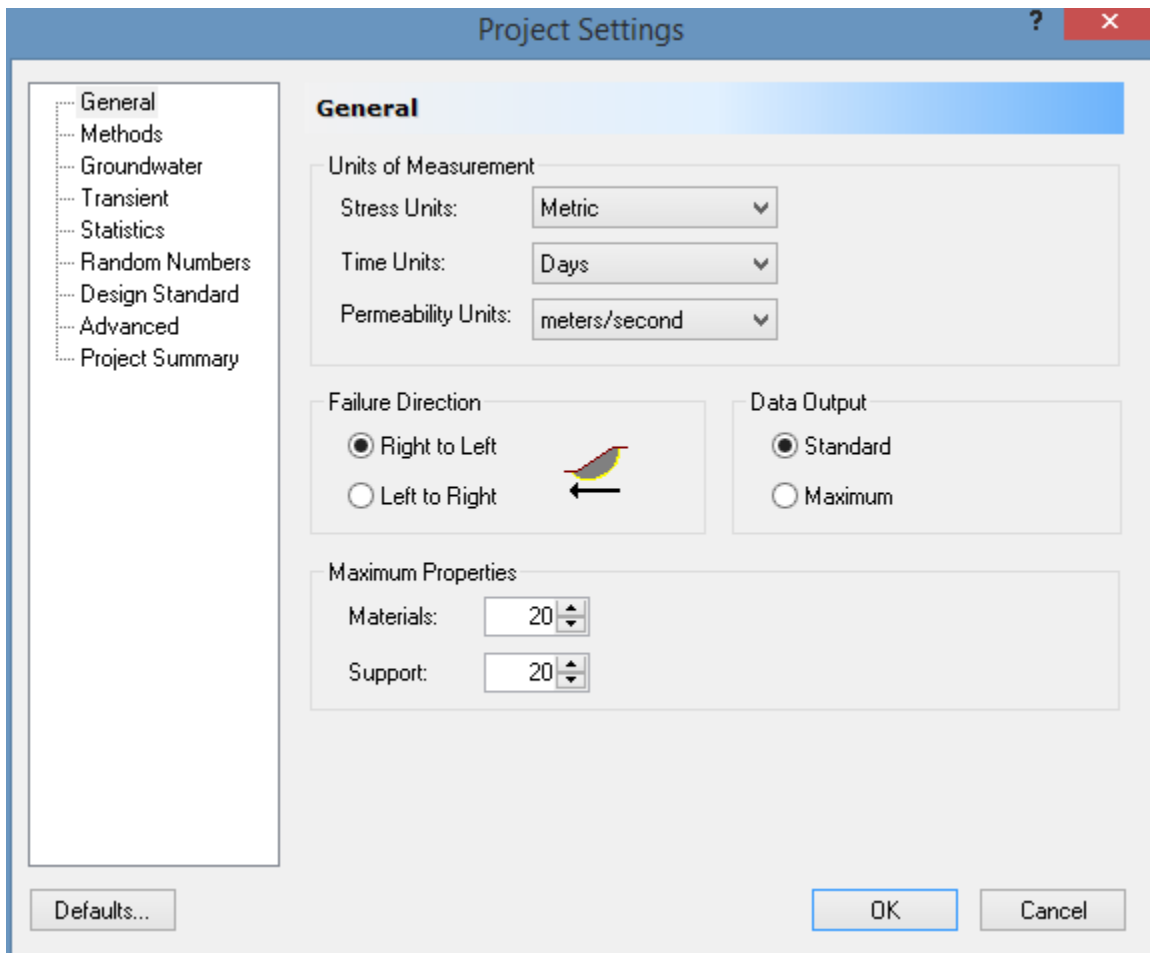 Project Settings
?
General
Methods
Groundwater
Transient
Statistics
Random Numbers
Design Standard
Advanced
Project Summary
General
Units of Measurement
Stress Units: Metric
Time Units: Days
Permeability Units: meters/second
Failure Direction
Right to Left
Left to Right
Data Output
Standard
Maximum
Maximum Properties
Materials: 20
Support: 20
Defaults... OK Cancel